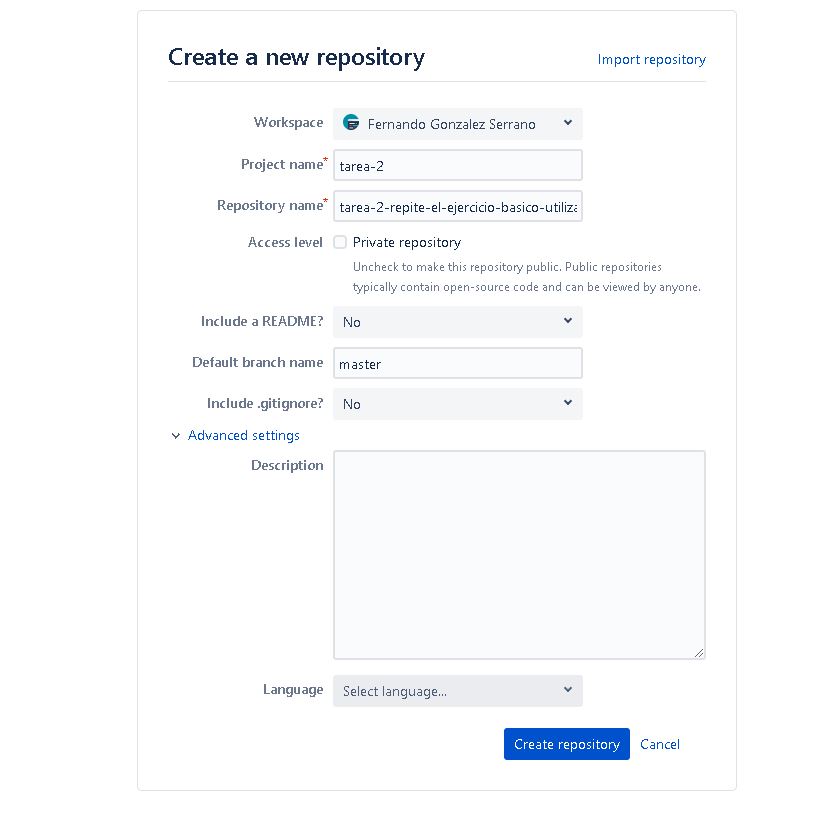 Create a new repository
Import repository
Workspace
Fernando Gonzalez Serrano
Project name*
tarea-2
Repository name*
tarea-2-repite-el-ejercicio-basico-utiliza
Access level
Private repository
Uncheck to make this repository public. Public repositories
typically contain open-source code and can be viewed by anyone.
Include a README?
No
Default branch name
master
Include .gitignore?
No
Advanced settings
Description
Language
Select language...
Create repository
Cancel